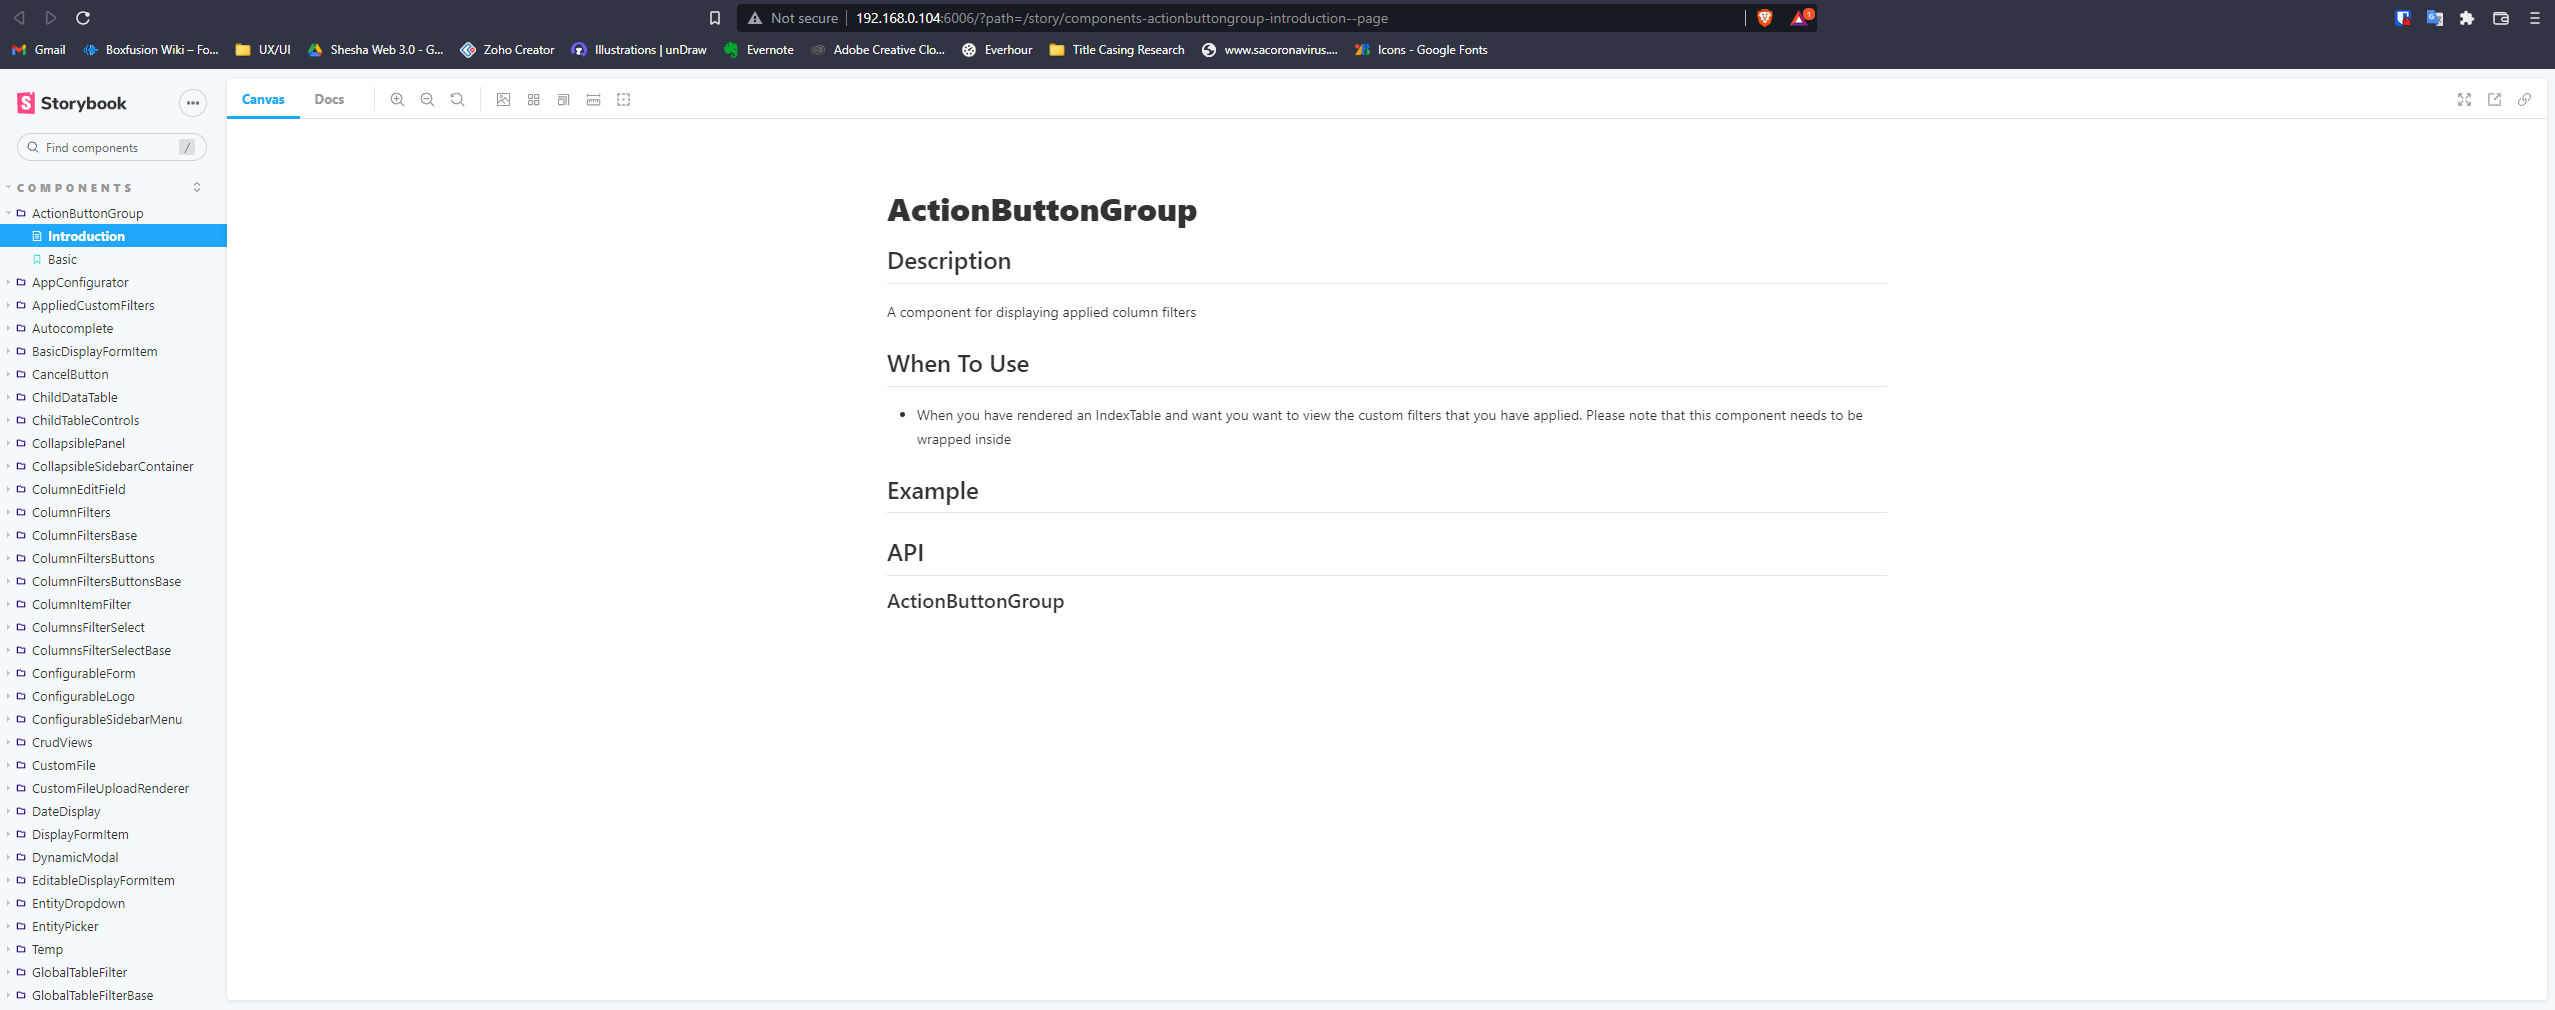 Not secure 192.168.0.104:6006/?path=/story/components-actionbuttongroup-introduction--page 1
Gmail Boxfusion Wiki – Fo... UX/UI Shesha Web 3.0 - G... Zoho Creator Illustrations | unDraw Evernote Adobe Creative Clo... Everhour Title Casing Research www.sacoronavirus.... Icons - Google Fonts
Storybook
Find components /
COMPONENTS
ActionButtonGroup
Introduction
Basic
AppConfigurator
AppliedCustomFilters
Autocomplete
BasicDisplayFormItem
CancelButton
ChildDataTable
ChildTableControls
CollapsiblePanel
CollapsibleSidebarContainer
ColumnEditField
ColumnFilters
ColumnFiltersBase
ColumnFiltersButtons
ColumnFiltersButtonsBase
ColumnItemFilter
ColumnsFilterSelect
ColumnsFilterSelectBase
ConfigurableForm
ConfigurableLogo
ConfigurableSidebarMenu
CrudViews
CustomFile
CustomFileUploadRenderer
DateDisplay
DisplayFormItem
DynamicModal
EditableDisplayFormItem
EntityDropdown
EntityPicker
Temp
GlobalTableFilter
GlobalTableFilterBase
Canvas Docs
ActionButtonGroup
Description
A component for displaying applied column filters
When To Use
When you have rendered an IndexTable and want you want to view the custom filters that you have applied. Please note that this component needs to be
wrapped inside
Example
API
ActionButtonGroup